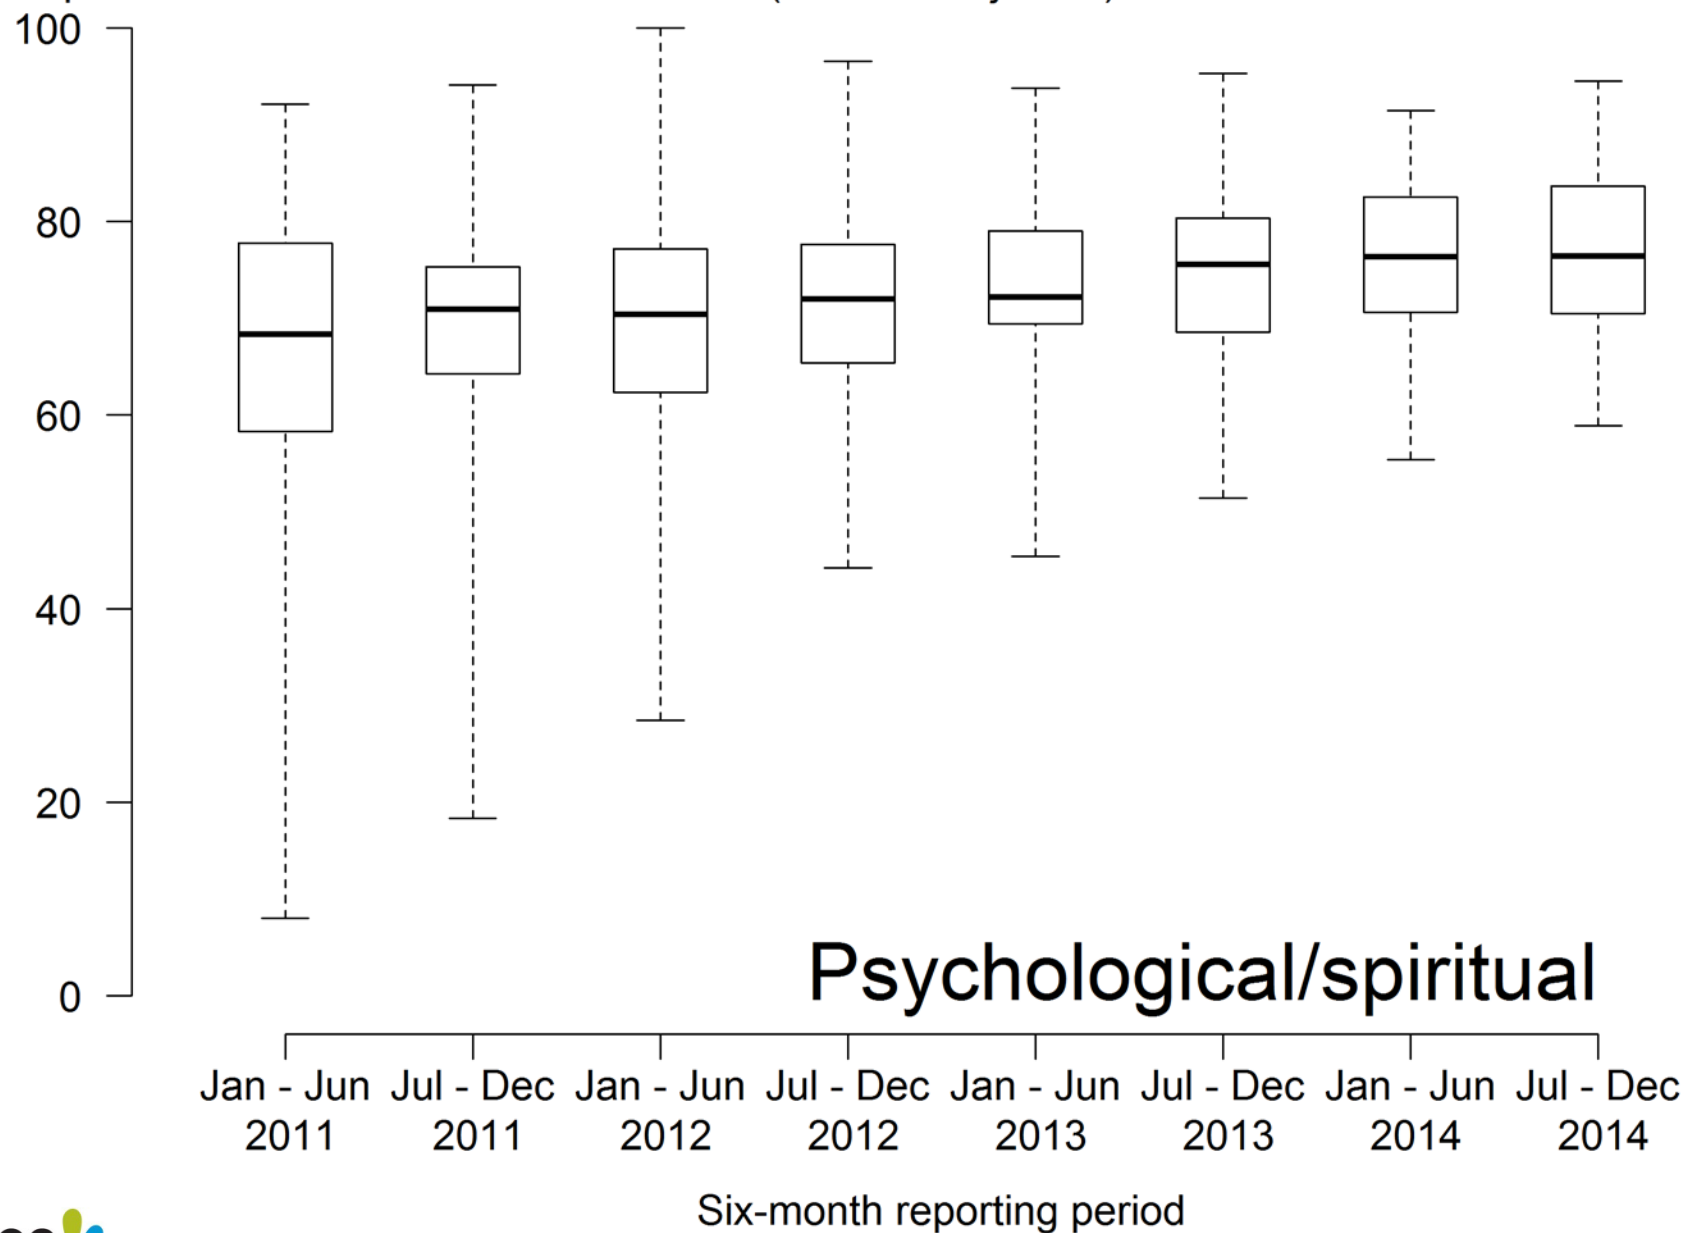 100
80
60
40
20
0
Psychological/spiritual
Jan - Jun Jul - Dec Jan - Jun Jul - Dec Jan - Jun Jul - Dec Jan - Jun Jul - Dec
2011 2011 2012 2012 2013 2013 2014 2014
Six-month reporting period